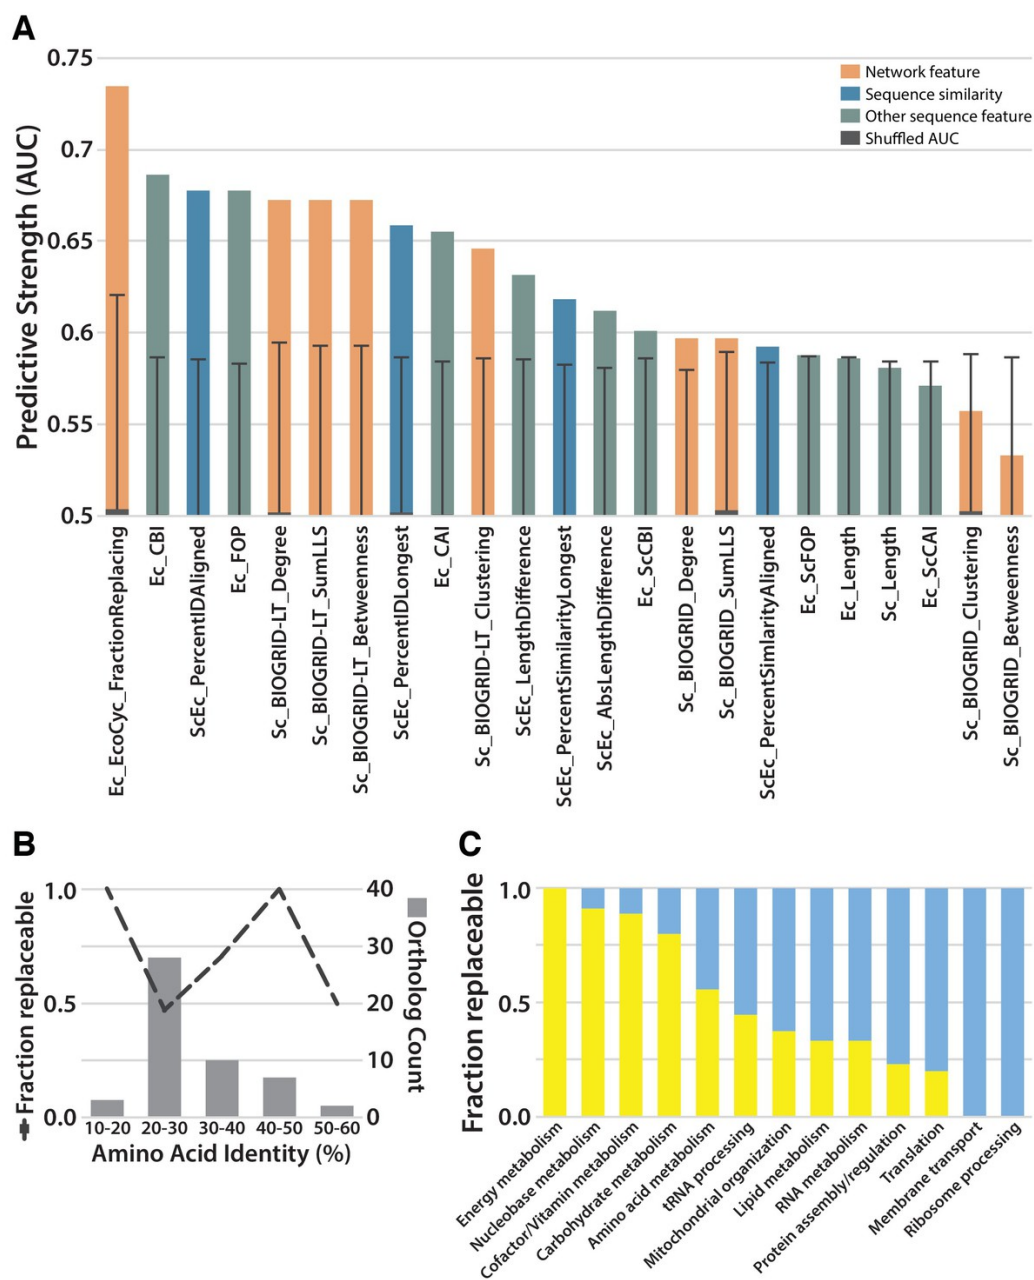 A
0.75
0.7
0.65
0.6
0.55
0.5
Predictive Strength (AUC)
Network feature
Sequence similarity
Other sequence feature
Shuffled AUC
Ec_EcoCyc_FractionReplacing
Ec_CBI
ScEc_PercentIDAligned
Ec_FOP
Sc_BIOGRID-LT_Degree
Sc_BIOGRID-LT_SumLLS
Sc_BIOGRID-LT_Betweenness
ScEc_PercentIDLongest
Ec_CAI
Sc_BIOGRID-LT_Clustering
ScEc_LengthDifference
ScEc_PercentSimilarityLongest
ScEc_AbsLengthDifference
Ec_ScCBI
Sc_BIOGRID_Degree
Sc_BIOGRID_SumLLS
ScEc_PercentSimlarityAligned
Ec_ScFOP
Ec_Length
Sc_Length
Ec_ScCAI
Sc_BIOGRID_Clustering
Sc_BIOGRID_Betweenness
B
Fraction replaceable
1.0
0.5
0.0
40
30
20
10
0
Ortholog Count
10-20 20-30 30-40 40-50 50-60
Amino Acid Identity (%)
C
Fraction replaceable
1.0
0.5
0.0
Energy metabolism
Nucleobase metabolism
Cofactor/Vitamin metabolism
Carbohydrate metabolism
Amino acid metabolism
tRNA processing
Mitochondrial organization
Lipid metabolism
RNA metabolism
Protein assembly/regulation
Translation
Membrane transport
Ribosome processing